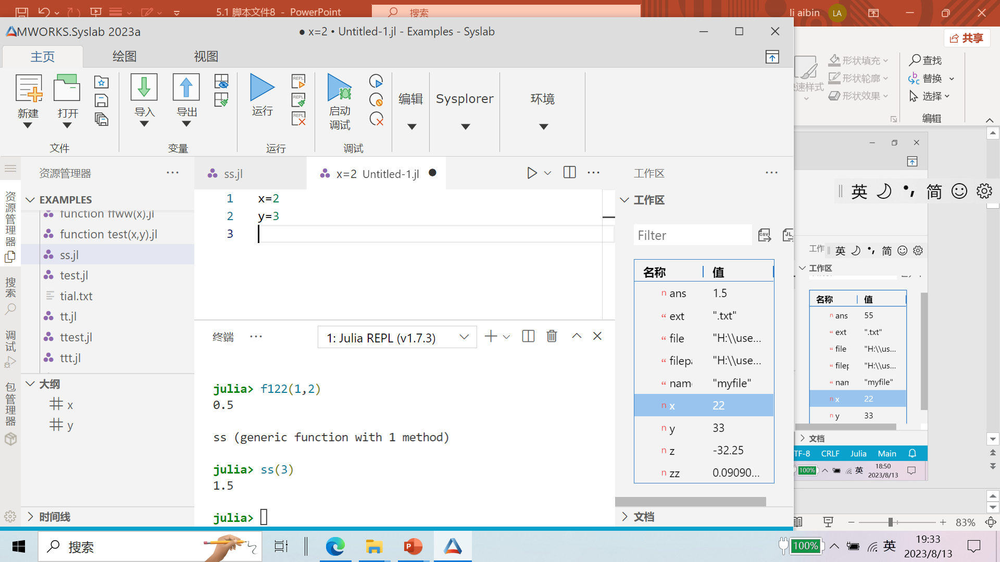 5.1 脚本文件8 - PowerPoint
搜索
li aibin
LA
MWORKS.Syslab 2023a
● x=2 • Untitled-1.jl - Examples - Syslab
共享
主页
绘图
视图
新建
打开
文件
导入
导出
变量
运行
REPL
REPL
REPL
运行
启动
调试
调试
编辑
Sysplorer
环境
快速样式
形状填充
形状轮廓
形状效果
查找
替换
选择
编辑
资源管理器
搜索
调试
包管理器
资源管理器
EXAMPLES
function ffww(x).jl
function test(x,y).jl
ss.jl
test.jl
tial.txt
tt.jl
ttest.jl
ttt.jl
大纲
x
y
时间线
ss.jl
x=2 Untitled-1.jl ●
1 x=2
2 y=3
3
终端
1: Julia REPL (v1.7.3)
julia> f122(1,2)
0.5
ss (generic function with 1 method)
julia> ss(3)
1.5
julia>
工作区
工作区
Filter
CSV
JL
名称 值
ans 1.5
ext ".txt"
file "H:\\use...
filepa "H:\\use...
nam "myfile"
x 22
y 33
z -32.25
zz 0.09090...
文档
英 简
工作
英 简
工作区
名称 值
ans 55
ext ".txt"
file "H:\\us...
filep "H:\\us...
nam "myfile"
x 22
y 33
文档
TF-8 CRLF Julia Main
100% 英 18:50
2023/8/13
83%
搜索
100%
英
19:33
2023/8/13